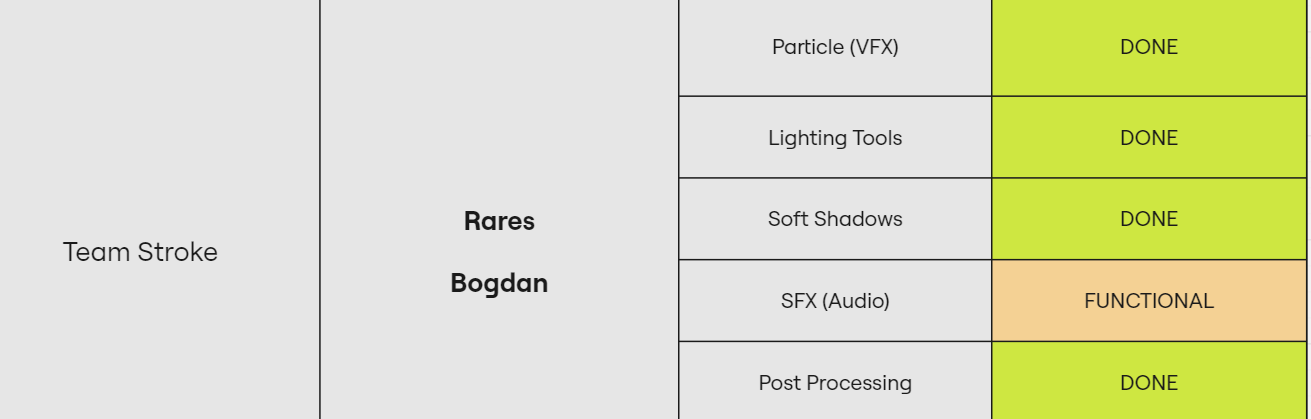 Team Stroke
Rares
Bogdan
Particle (VFX)
DONE
Lighting Tools
DONE
Soft Shadows
DONE
SFX (Audio)
FUNCTIONAL
Post Processing
DONE